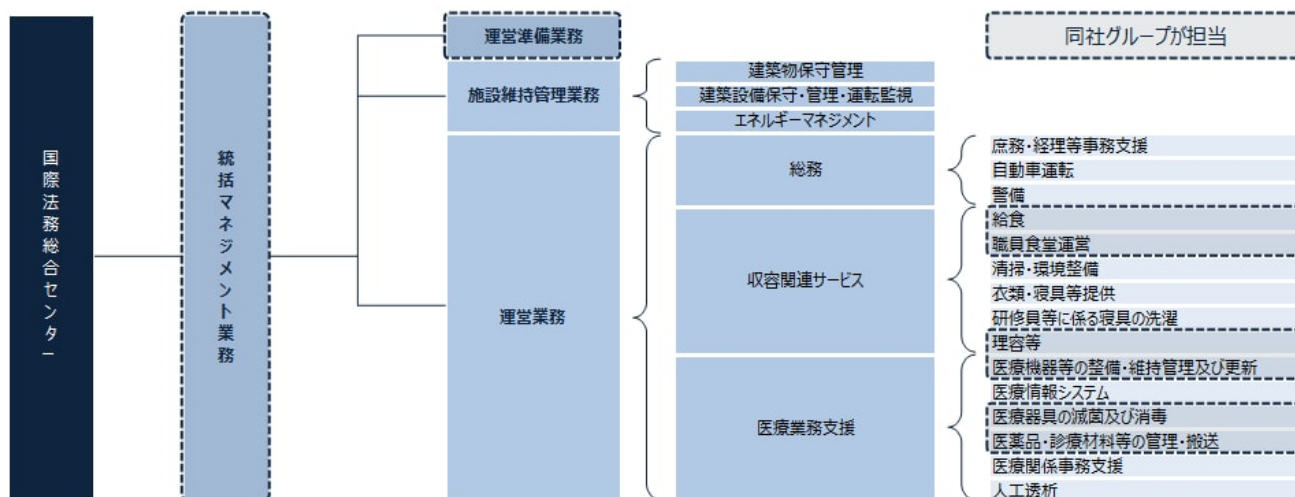 国際法務総合センター
統括マネジメント業務
運営準備業務
施設維持管理業務
運営業務
建築物保守管理
建築設備保守・管理・運転監視
エネルギーマネジメント
総務
収容関連サービス
医療業務支援
同社グループが担当
庶務・経理等事務支援
自動車運転
警備
給食
職員食堂運営
清掃・環境整備
衣類・寝具等提供
研修員等に係る寝具の洗濯
理容等
医療機器等の整備・維持管理及び更新
医療情報システム
医療器具の滅菌及び消毒
医薬品・診療材料等の管理・搬送
医療関係事務支援
人工透析